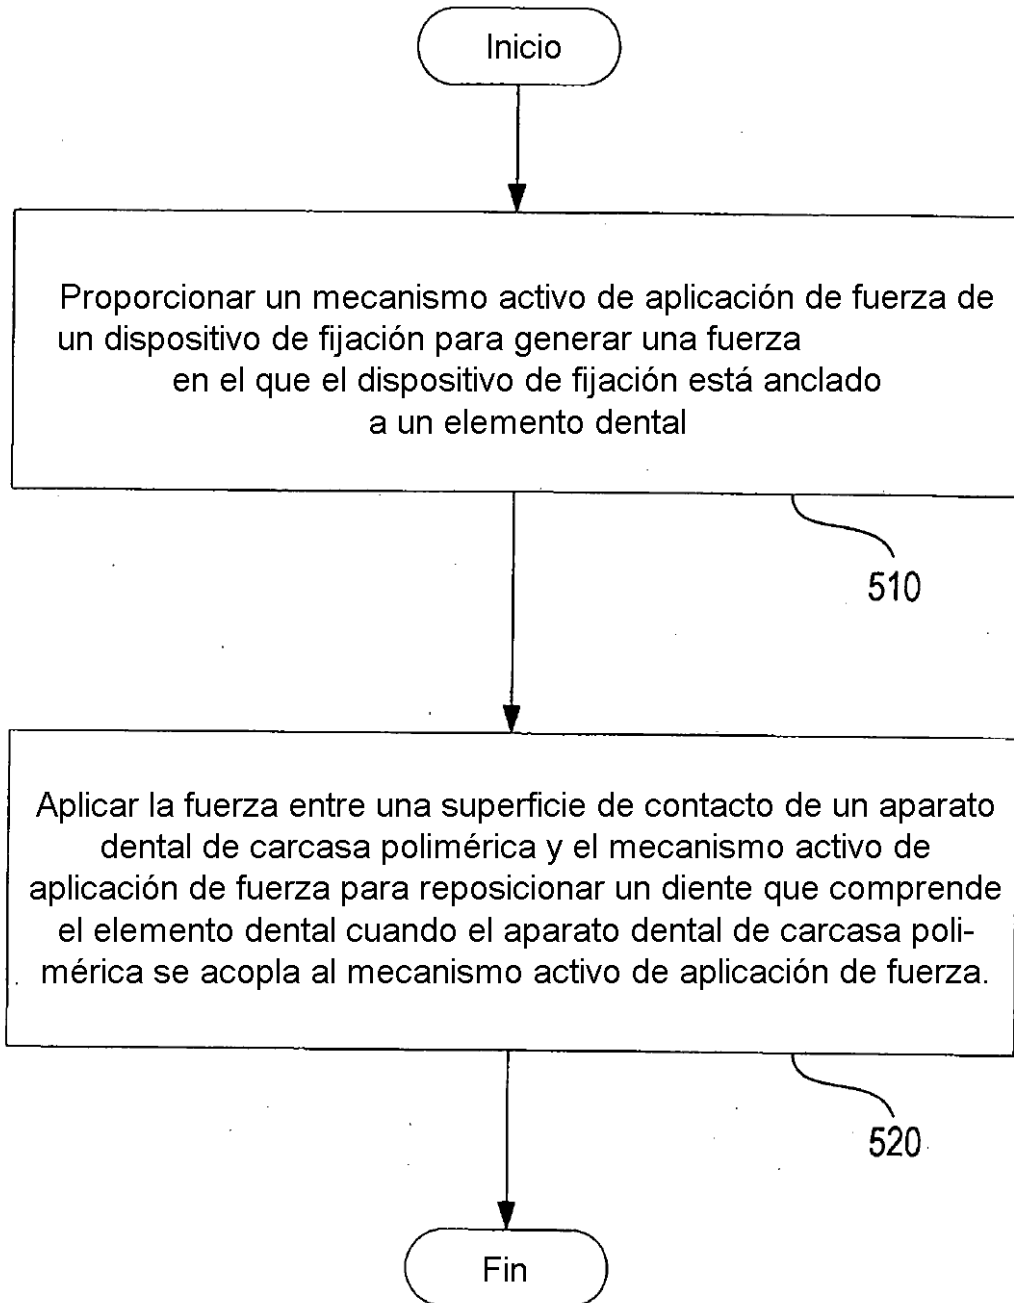 Inicio
Proporcionar un mecanismo activo de aplicación de fuerza de
un dispositivo de fijación para generar una fuerza
en el que el dispositivo de fijación está anclado
a un elemento dental
510
Aplicar la fuerza entre una superficie de contacto de un aparato
dental de carcasa polimérica y el mecanismo activo de
aplicación de fuerza para reposicionar un diente que comprende
el elemento dental cuando el aparato dental de carcasa poli-
mérica se acopla al mecanismo activo de aplicación de fuerza.
520
Fin